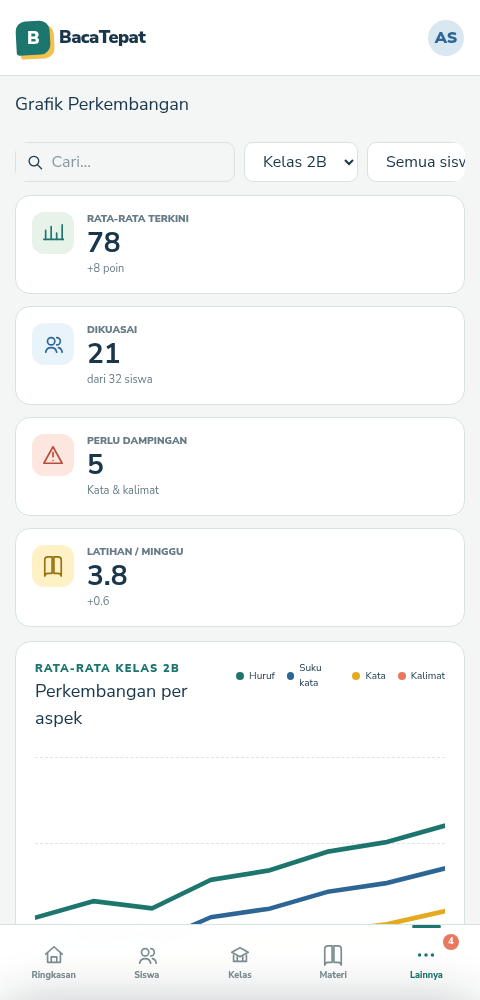 B BacaTepat
AS
Grafik Perkembangan
Cari...
Kelas 2B
Semua
RATA-RATA TERKINI
78
+8 poin
DIKUASAI
21
dari 32 siswa
PERLU DAMPINGAN
5
Kata & kalimat
LATIHAN / MINGGU
3.8
+0.6
RATA-RATA KELAS 2B
Perkembangan per
aspek
Huruf
Suku
kata
Kata
Kalimat
4
Ringkasan
Siswa
Kelas
Materi
Lainnya